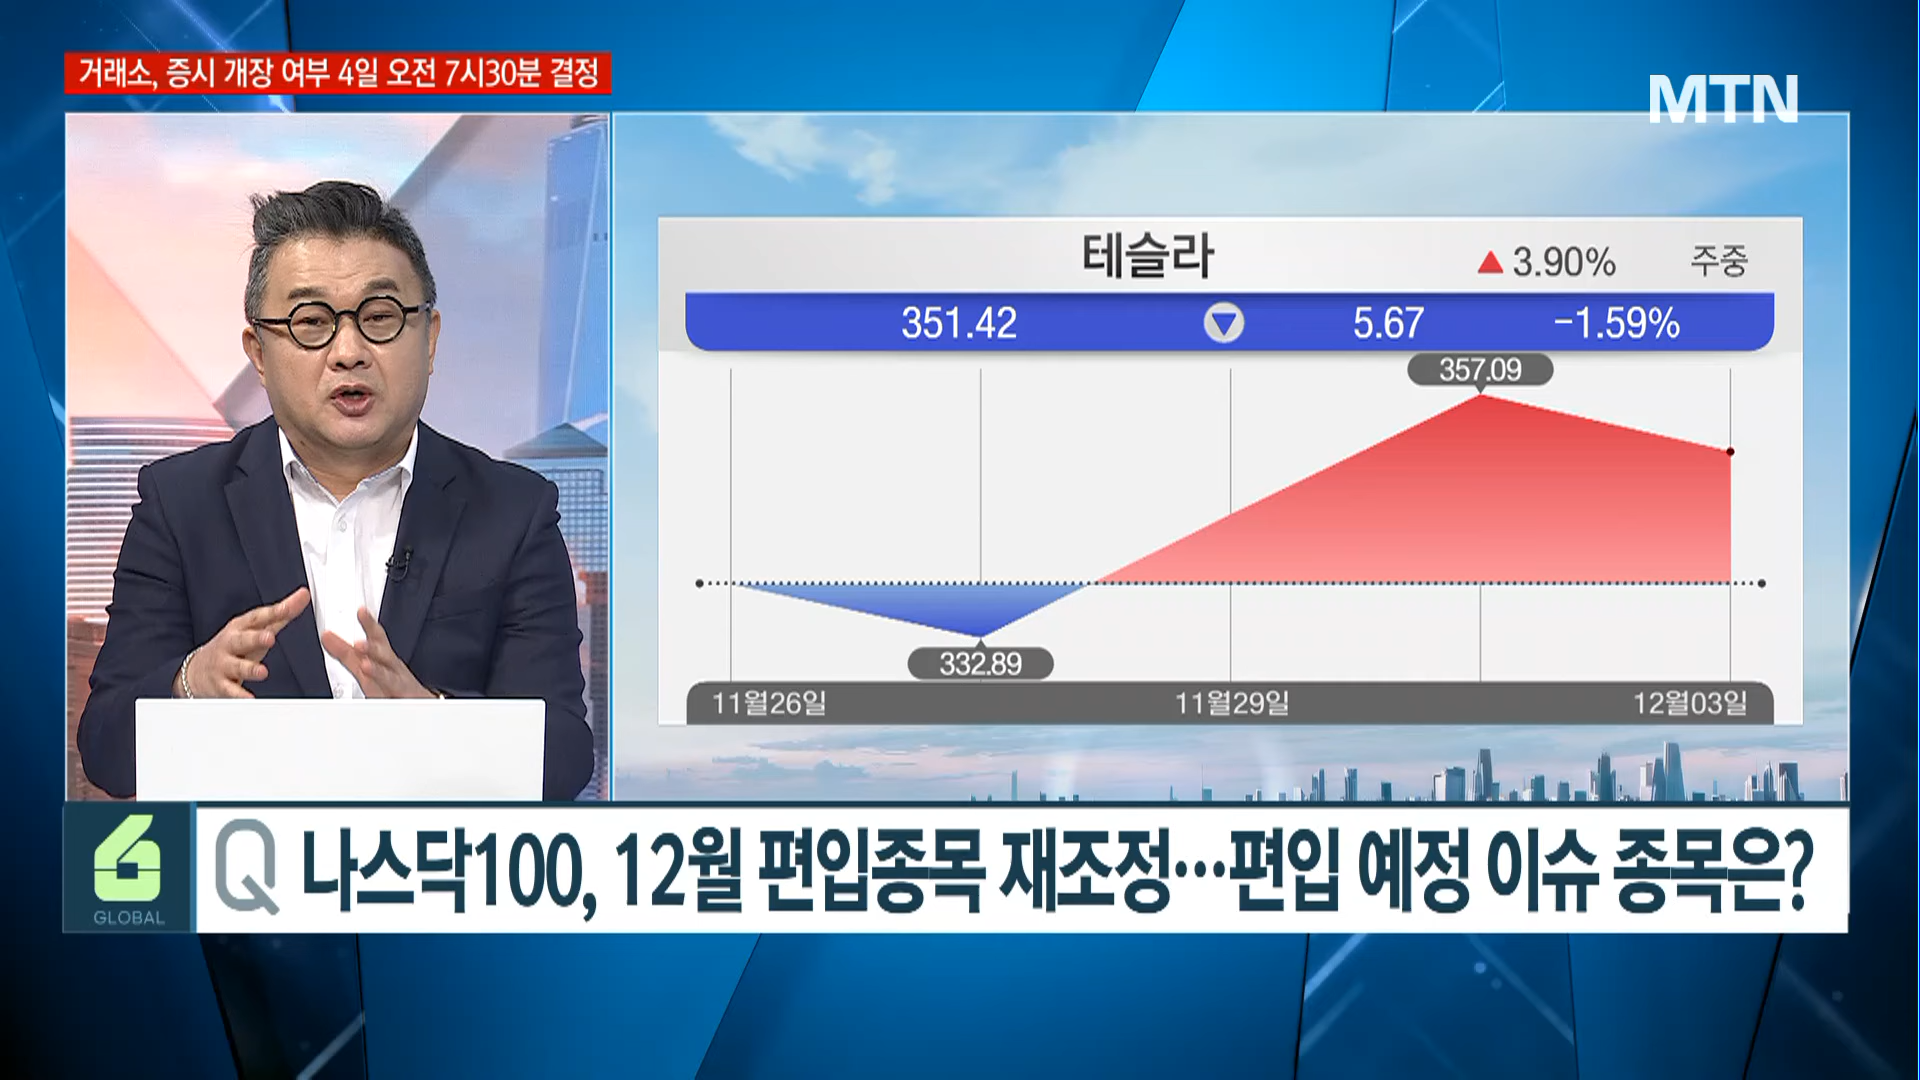 거래소, 증시 개장 여부 4일 오전 7시30분 결정
MTN
테슬라
▲ 3.90% 주중
351.42 ▽ 5.67 -1.59%
357.09
332.89
11월26일 11월29일 12월03일
6
GLOBAL
Q 나스닥100, 12월 편입종목 재조정…편입 예정 이슈 종목은?